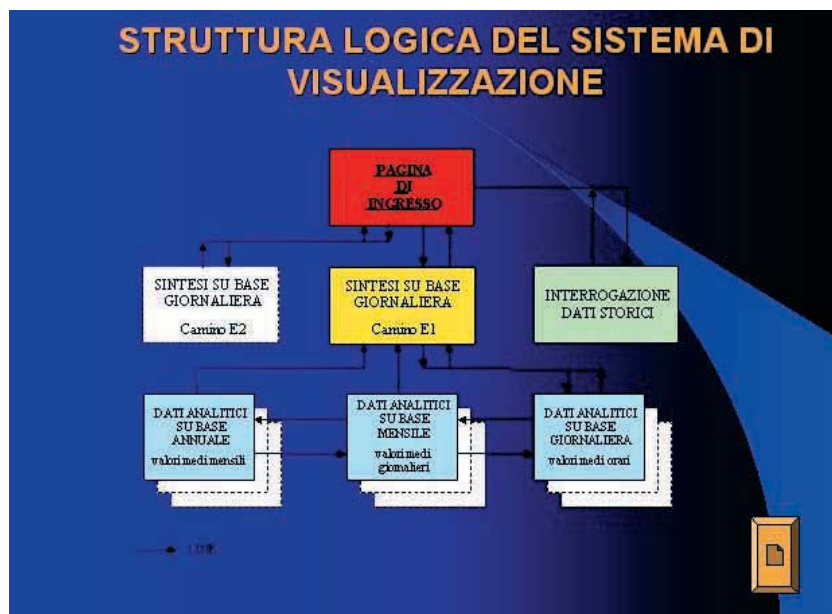 STRUTTURA LOGICA DEL SISTEMA DI
VISUALIZZAZIONE
PAGINA
DI
INGRESSO
SINTESI SU BASE
GIORNALIERA
Camino E2
SINTESI SU BASE
GIORNALIERA
Camino E1
INTERROGAZIONE
DATI STORICI
DATI ANALITICI
SU BASE
ANNUALE
valori medi mensili
DATI ANALITICI
SU BASE
MENSILE
valori medi
giornalieri
DATI ANALITICI
SU BASE
GIORNALIERA
valori medi orari